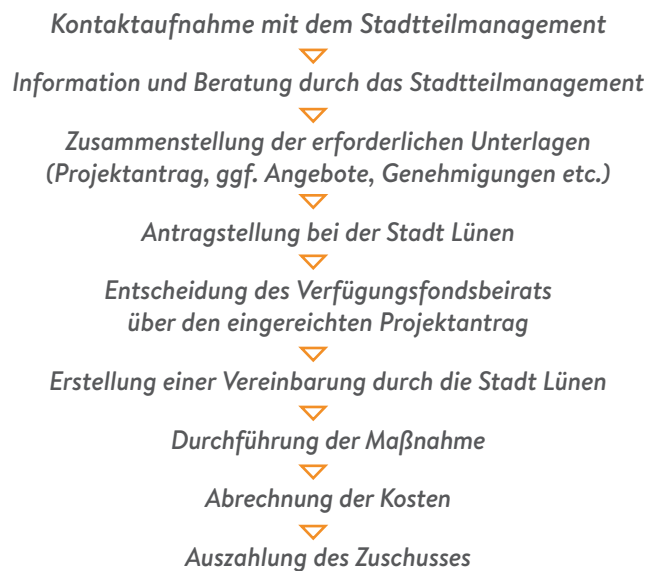 Kontaktaufnahme mit dem Stadtteilmanagement
Information und Beratung durch das Stadtteilmanagement
Zusammenstellung der erforderlichen Unterlagen
(Projektantrag, ggf. Angebote, Genehmigungen etc.)
Antragstellung bei der Stadt Lünen
Entscheidung des Verfügungsfondsbeirats
über den eingereichten Projektantrag
Erstellung einer Vereinbarung durch die Stadt Lünen
Durchführung der Maßnahme
Abrechnung der Kosten
Auszahlung des Zuschusses